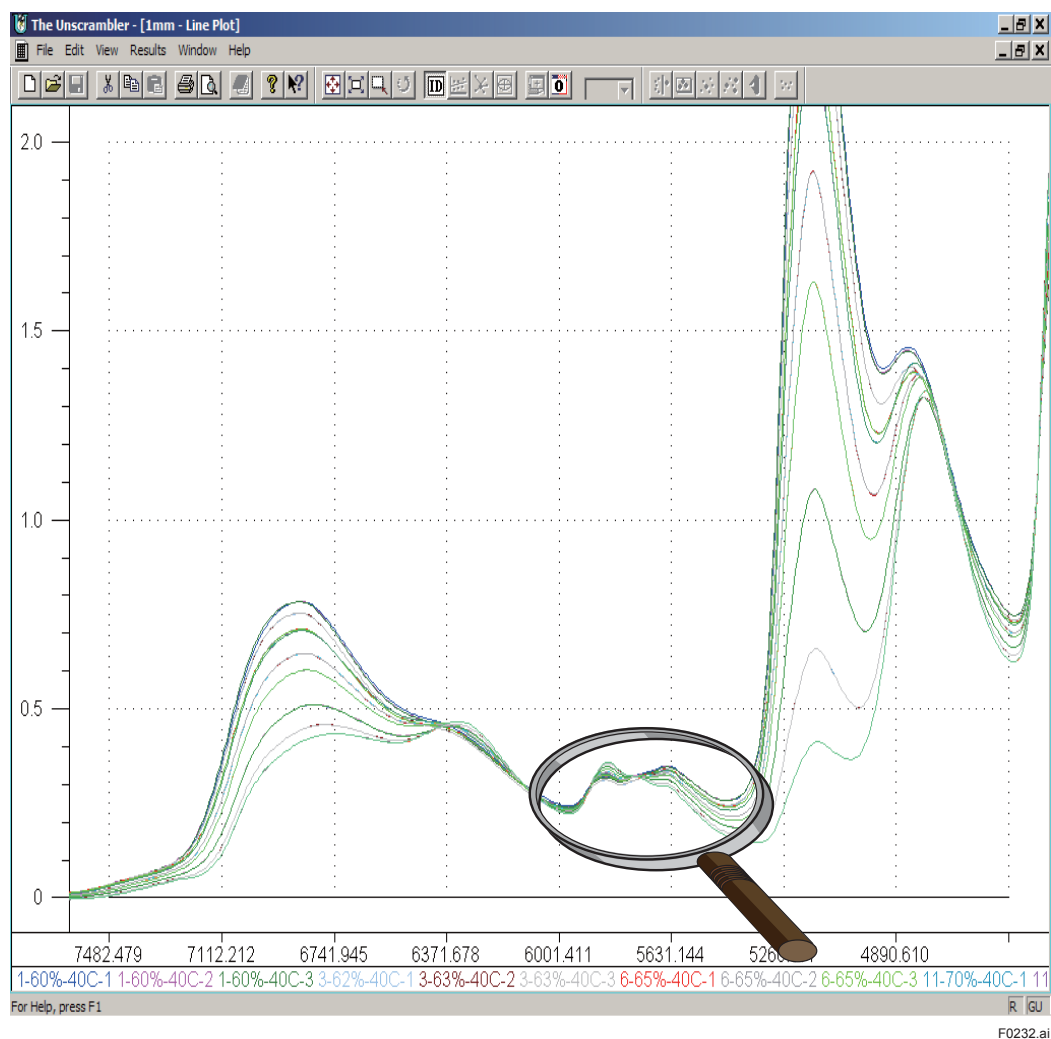 The Unscrambler - [1mm - Line Plot]
File Edit View Results Window Help
ID 0
2.0
1.5
1.0
0.5
0
7482.479 7112.212 6741.945 6371.678 6001.411 5631.144 526 4890.610
1-60%-40C-1 1-60%-40C-2 1-60%-40C-3 3-62%-40C-1 3-63%-40C-2 3-63%-40C-3 6-65%-40C-1 6-65%-40C-2 6-65%-40C-3 11-70%-40C-1 11
For Help, press F1 R GU
F0232.ai